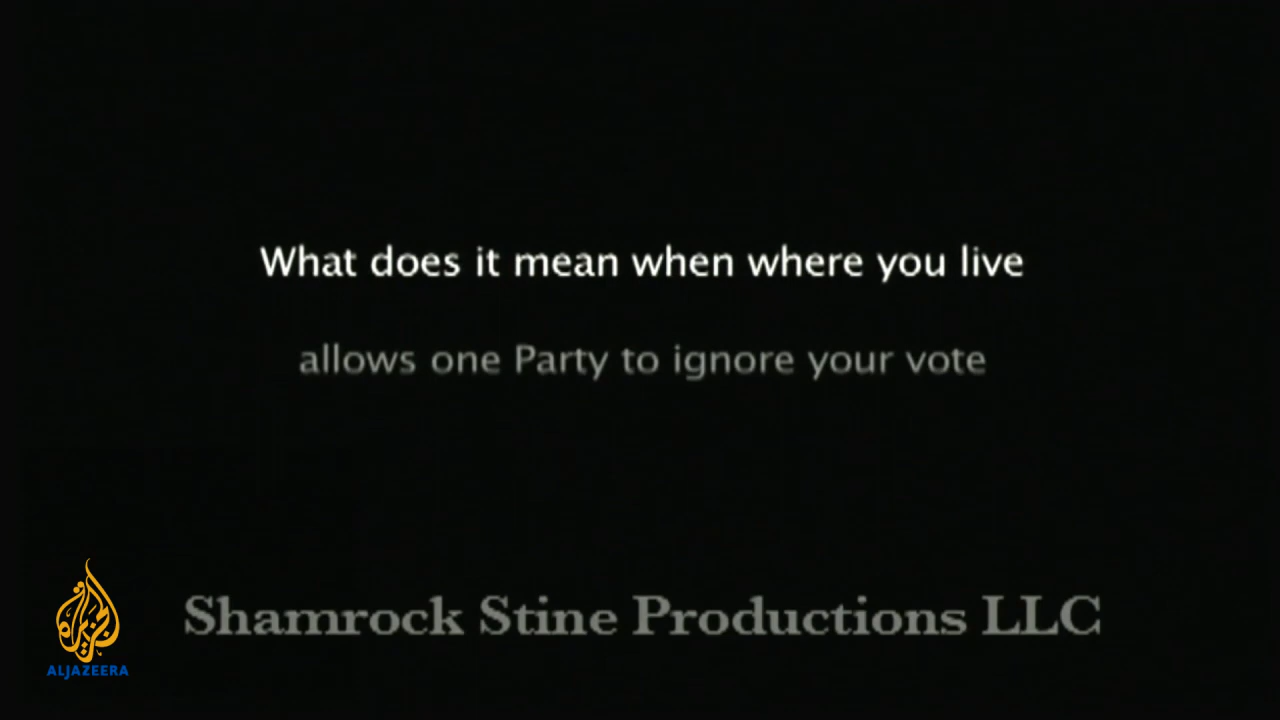 What does it mean when where you live
allows one Party to ignore your vote
Shamrock Stine Productions LLC
ALJAZEERA